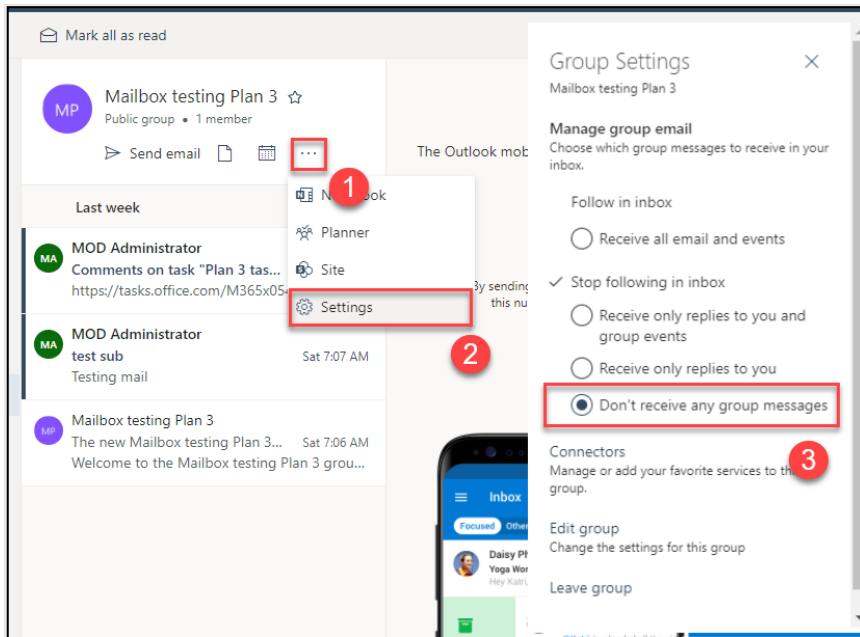 Mark all as read
MP
Mailbox testing Plan 3
Public group • 1 member
Send email
...
1
Planner
Site
Settings
2
Last week
MA
MOD Administrator
Comments on task "Plan 3 tas...
https://tasks.office.com/M365x054
MA
MOD Administrator
test sub Sat 7:07 AM
Testing mail
MP
Mailbox testing Plan 3
The new Mailbox testing Plan 3... Sat 7:06 AM
Welcome to the Mailbox testing Plan 3 grou...
The Outlook mob
By sending
this nu
Inbox
Focused Other
Daisy Ph
Yoga Wor
Hey Katri,
Group Settings
Mailbox testing Plan 3
Manage group email
Choose which group messages to receive in your
inbox.
Follow in inbox
Receive all email and events
Stop following in inbox
Receive only replies to you and
group events
Receive only replies to you
Don't receive any group messages
3
Connectors
Manage or add your favorite services to
group.
Edit group
Change the settings for this group
Leave group